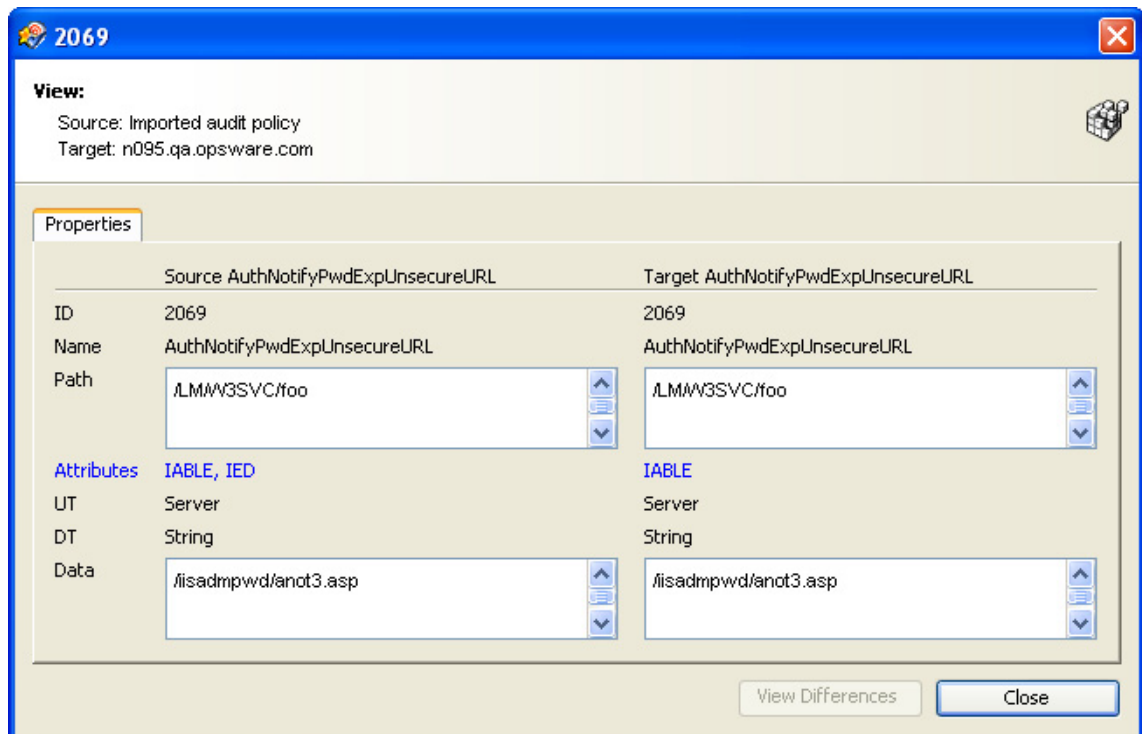 2069
View:
Source: Imported audit policy
Target: n095.qa.opsware.com
Properties
Source AuthNotifyPwdExpUnsecureURL Target AuthNotifyPwdExpUnsecureURL
ID 2069 2069
Name AuthNotifyPwdExpUnsecureURL AuthNotifyPwdExpUnsecureURL
Path /LM/W3SVC/foo /LM/W3SVC/foo
Attributes IABLE, IED IABLE
UT Server Server
DT String String
Data /iisadmpwd/anot3.asp /iisadmpwd/anot3.asp
View Differences Close